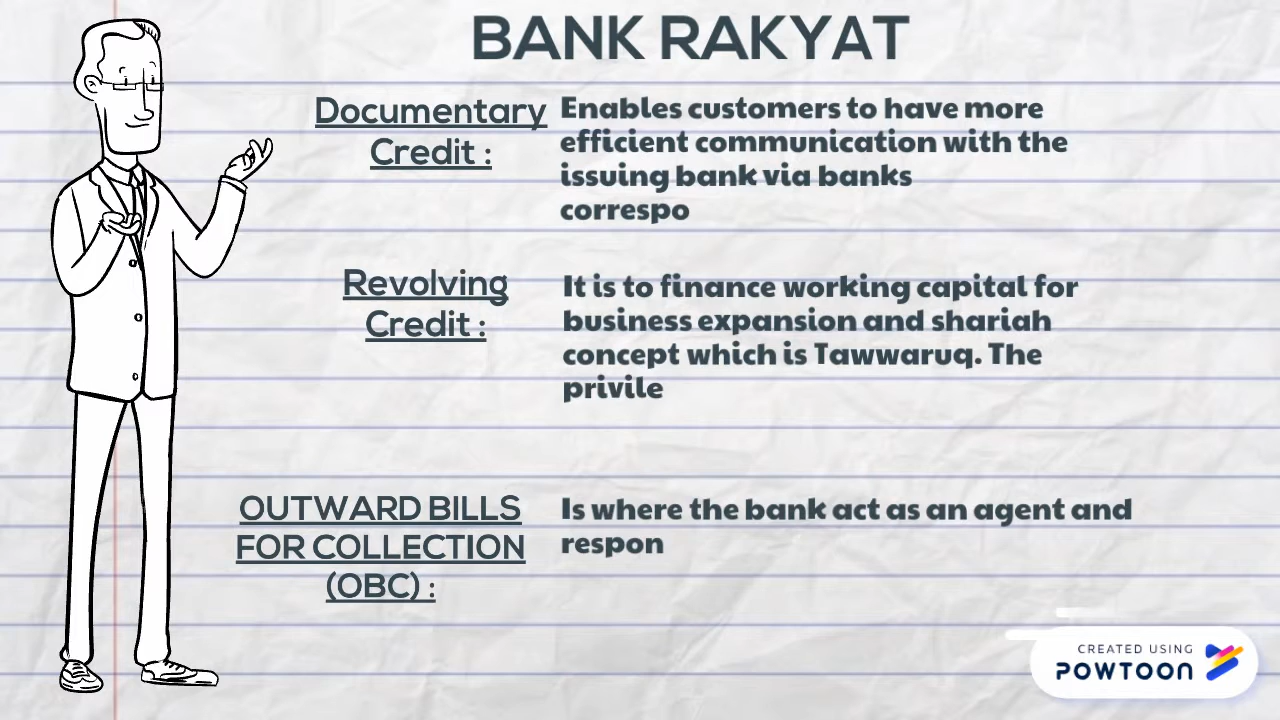 BANK RAKYAT
Documentary
Credit :
Enables customers to have more
efficient communication with the
issuing bank via banks
correspo
Revolving
Credit :
It is to finance working capital for
business expansion and shariah
concept which is Tawwaruq. The
privile
OUTWARD BILLS
FOR COLLECTION
(OBC) :
Is where the bank act as an agent and
respon
CREATED USING
POWTOON